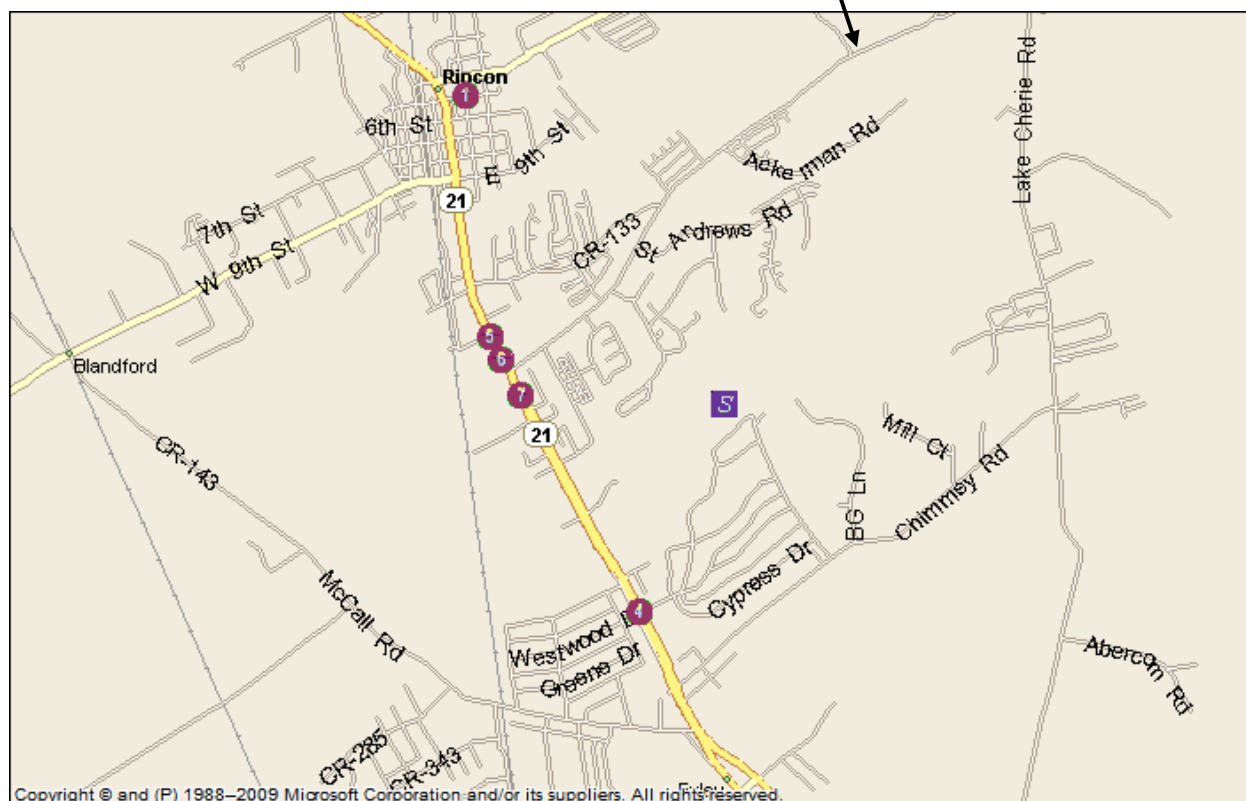 Rincon
1
6th St
E 9th St
Ackerman Rd
Lake Cherie Rd
21
7th St
CR-133
St Andrews Rd
W 9th St
5
6
Blandford
7
S
21
Mill Ct
CR-143
BG Ln
Chimmey Rd
Cypress Dr
McCall Rd
4
Westwood
Greene Dr
Abercorn Rd
CR-285
CR-343
Copyright © and (P) 1988–2009 Microsoft Corporation and/or its suppliers. All rights reserved.